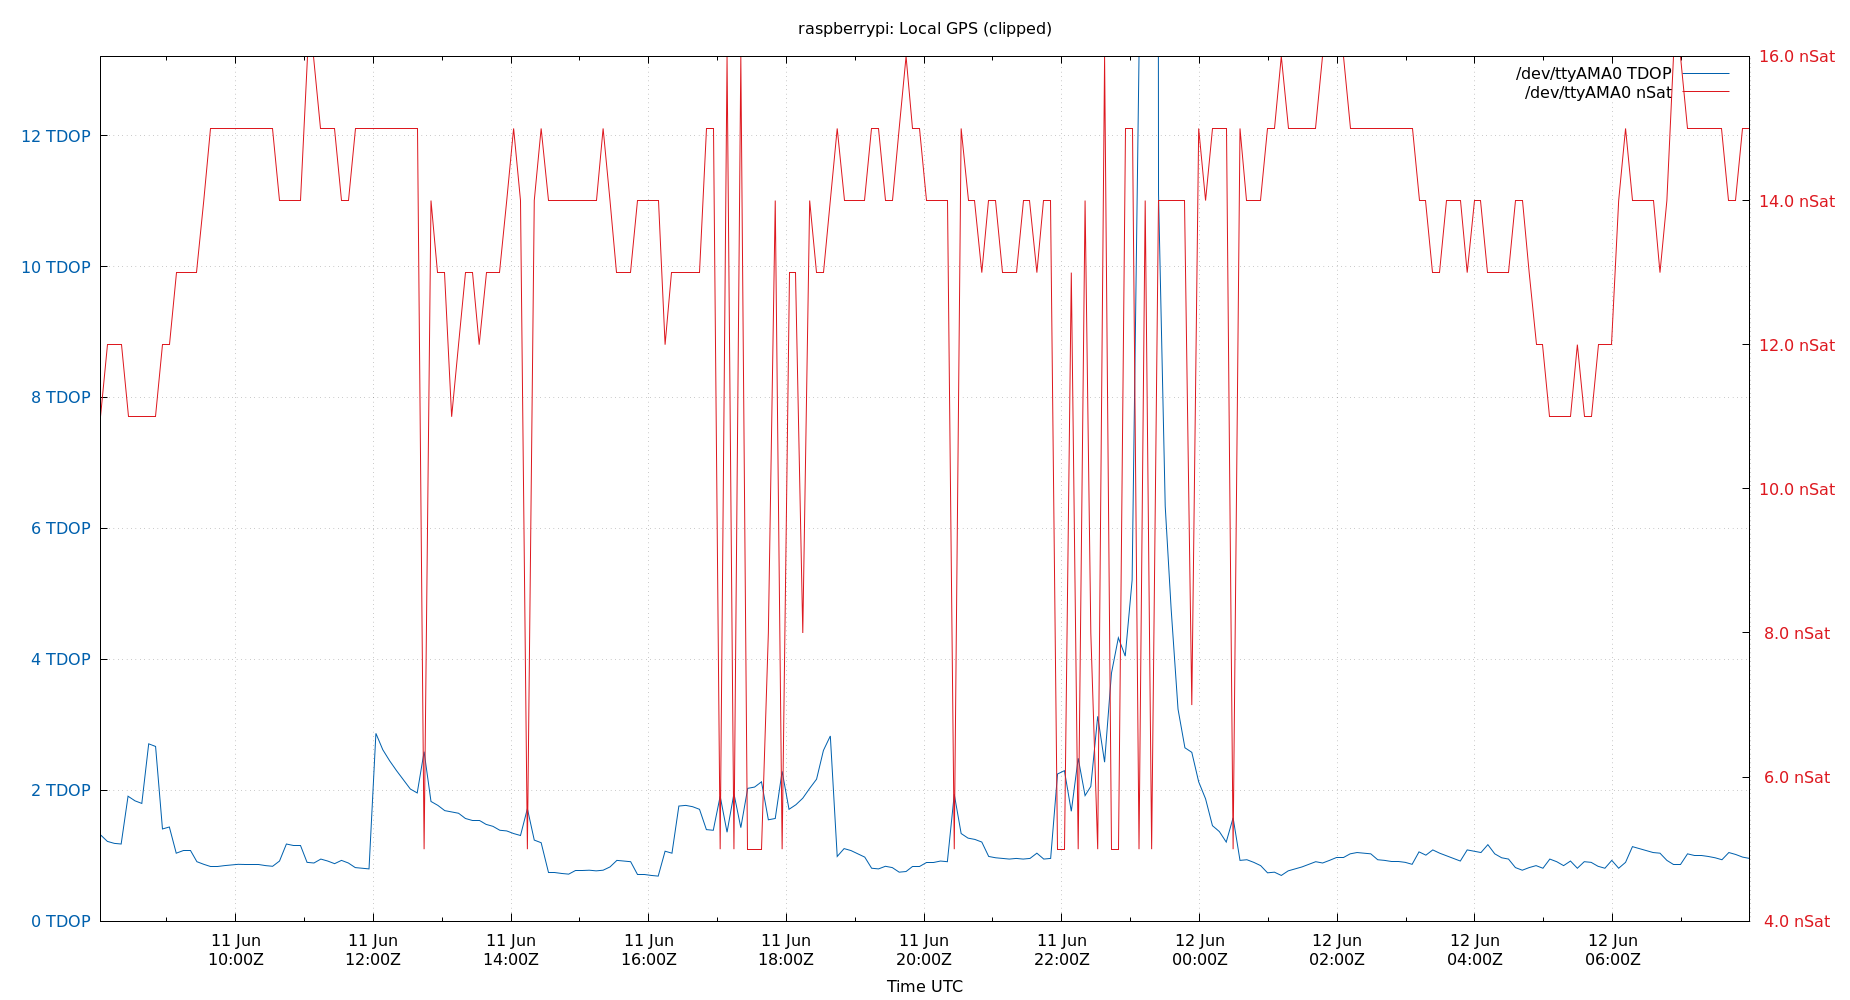 raspberrypi: Local GPS (clipped)
16.0 nSat
/dev/ttyAMA0 TDOP
/dev/ttyAMA0 nSat
12 TDOP
14.0 nSat
10 TDOP
12.0 nSat
8 TDOP
10.0 nSat
6 TDOP
8.0 nSat
4 TDOP
6.0 nSat
2 TDOP
0 TDOP
4.0 nSat
11 Jun 11 Jun 11 Jun 11 Jun 11 Jun 11 Jun 11 Jun 12 Jun 12 Jun 12 Jun 12 Jun
10:00Z 12:00Z 14:00Z 16:00Z 18:00Z 20:00Z 22:00Z 00:00Z 02:00Z 04:00Z 06:00Z
Time UTC